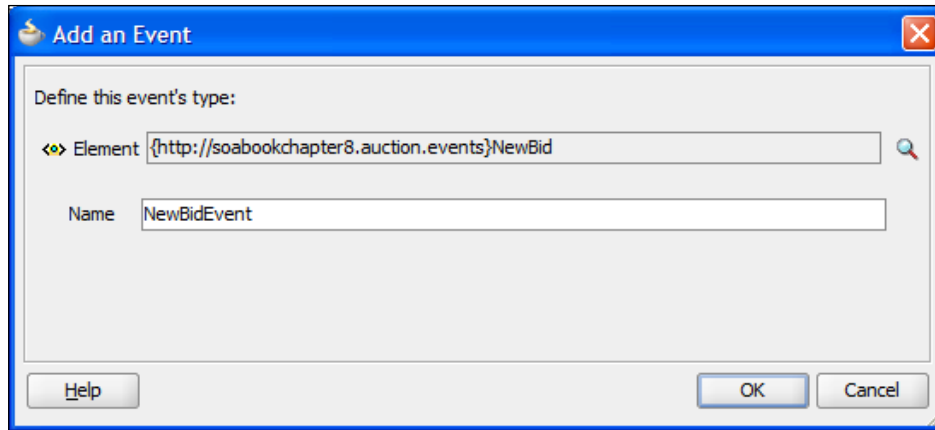 Add an Event
Define this event's type:
Element {http://soabookchapter8.auction.events}NewBid
Name NewBidEvent
Help OK Cancel